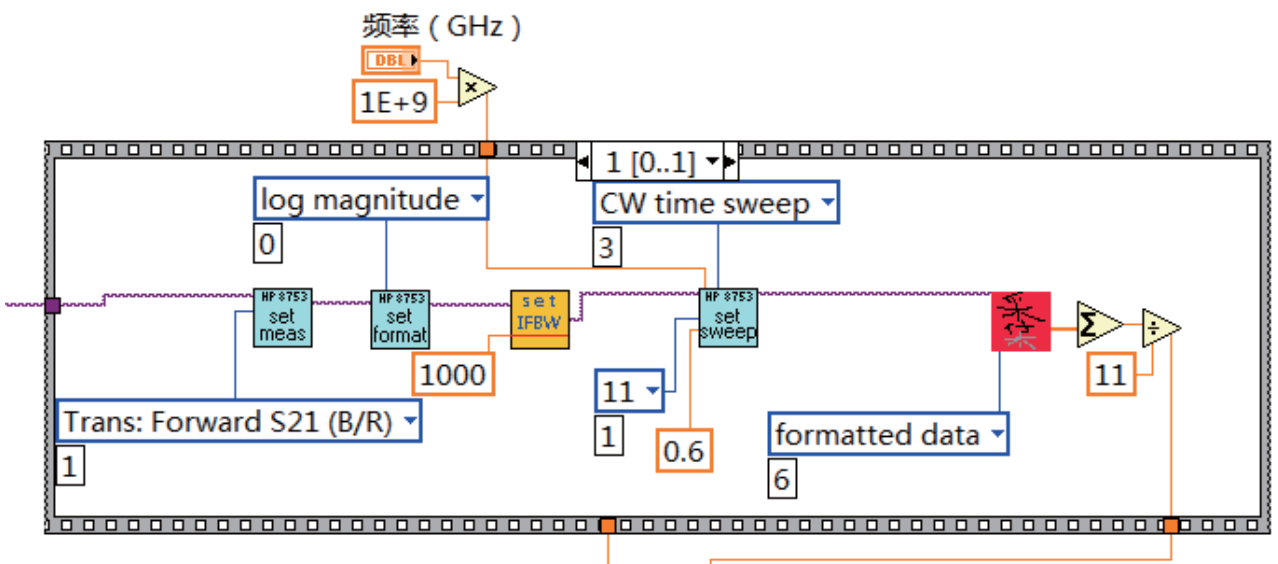 频率（GHz）
DBL
×
1E+9
1 [0..1]
log magnitude
0
CW time sweep
3
HP 8753
set
meas
HP 8753
set
format
set
IFBW
HP 8753
set
sweep
Σ
÷
1000
11
1
0.6
11
Trans: Forward S21 (B/R)
1
formatted data
6